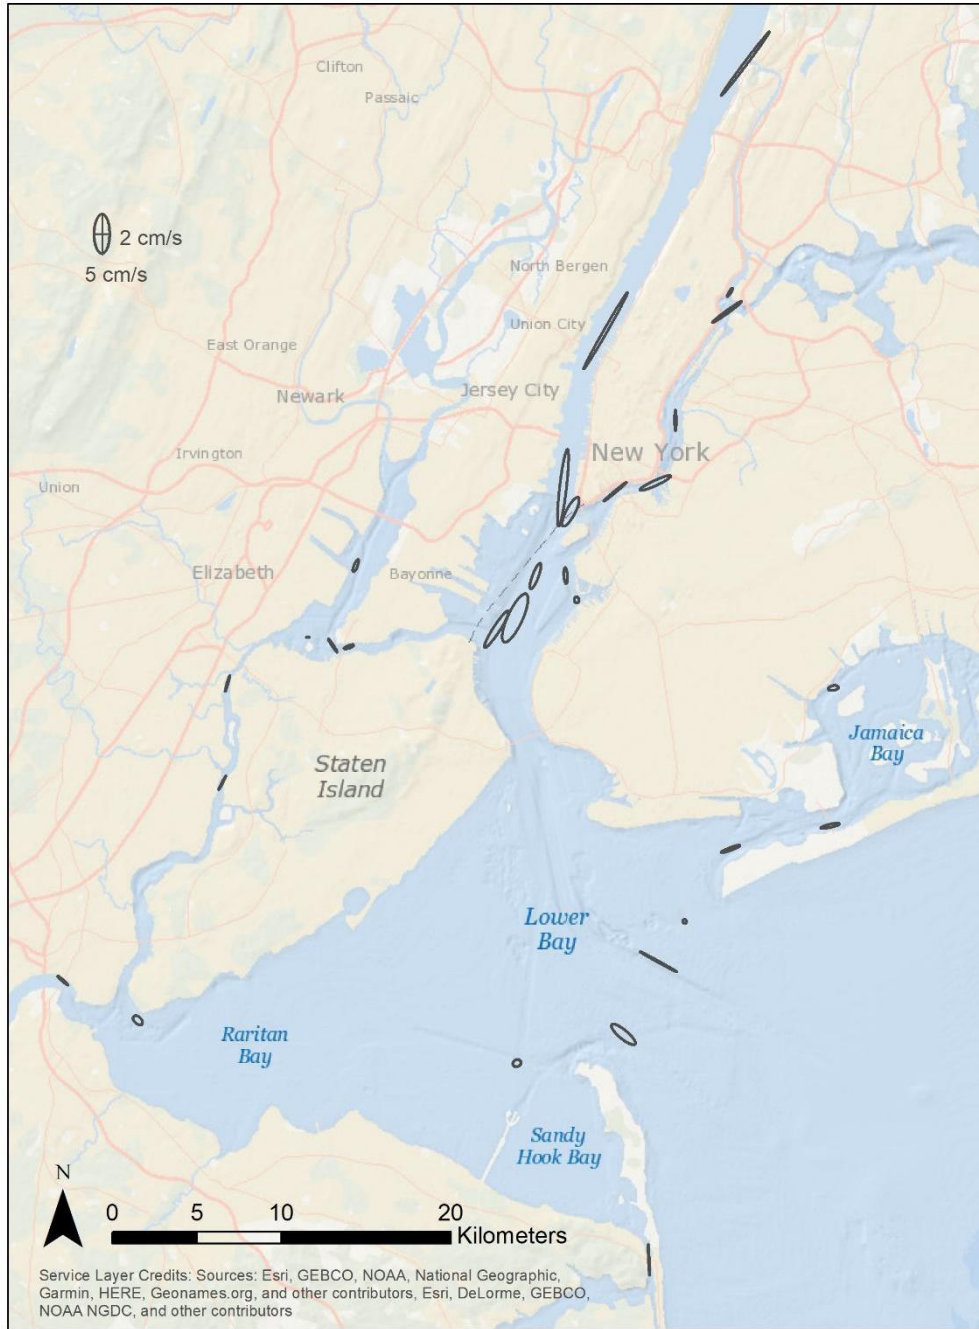 Clifton
Passaic
2 cm/s
5 cm/s
North Bergen
Union City
East Orange
Newark
Jersey City
New York
Irvington
Union
Elizabeth
Bayonne
Jamaica
Bay
Staten
Island
Lower
Bay
Raritan
Bay
Sandy
Hook Bay
N
0 5 10 20
Kilometers
Service Layer Credits: Sources: Esri, GEBCO, NOAA, National Geographic,
Garmin, HERE, Geonames.org, and other contributors, Esri, DeLorme, GEBCO,
NOAA NGDC, and other contributors